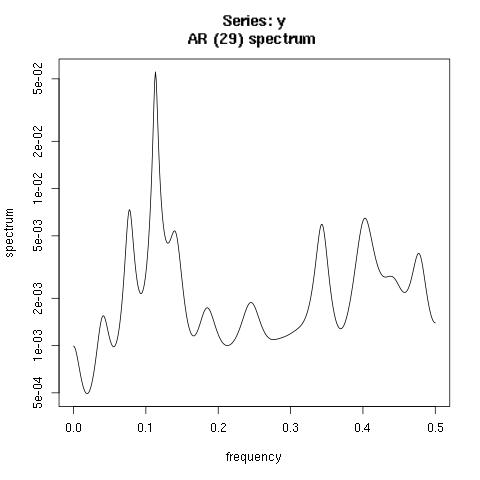 Series: y
AR (29) spectrum
5e-02
2e-02
1e-02
5e-03
2e-03
1e-03
5e-04
spectrum
0.0 0.1 0.2 0.3 0.4 0.5
frequency